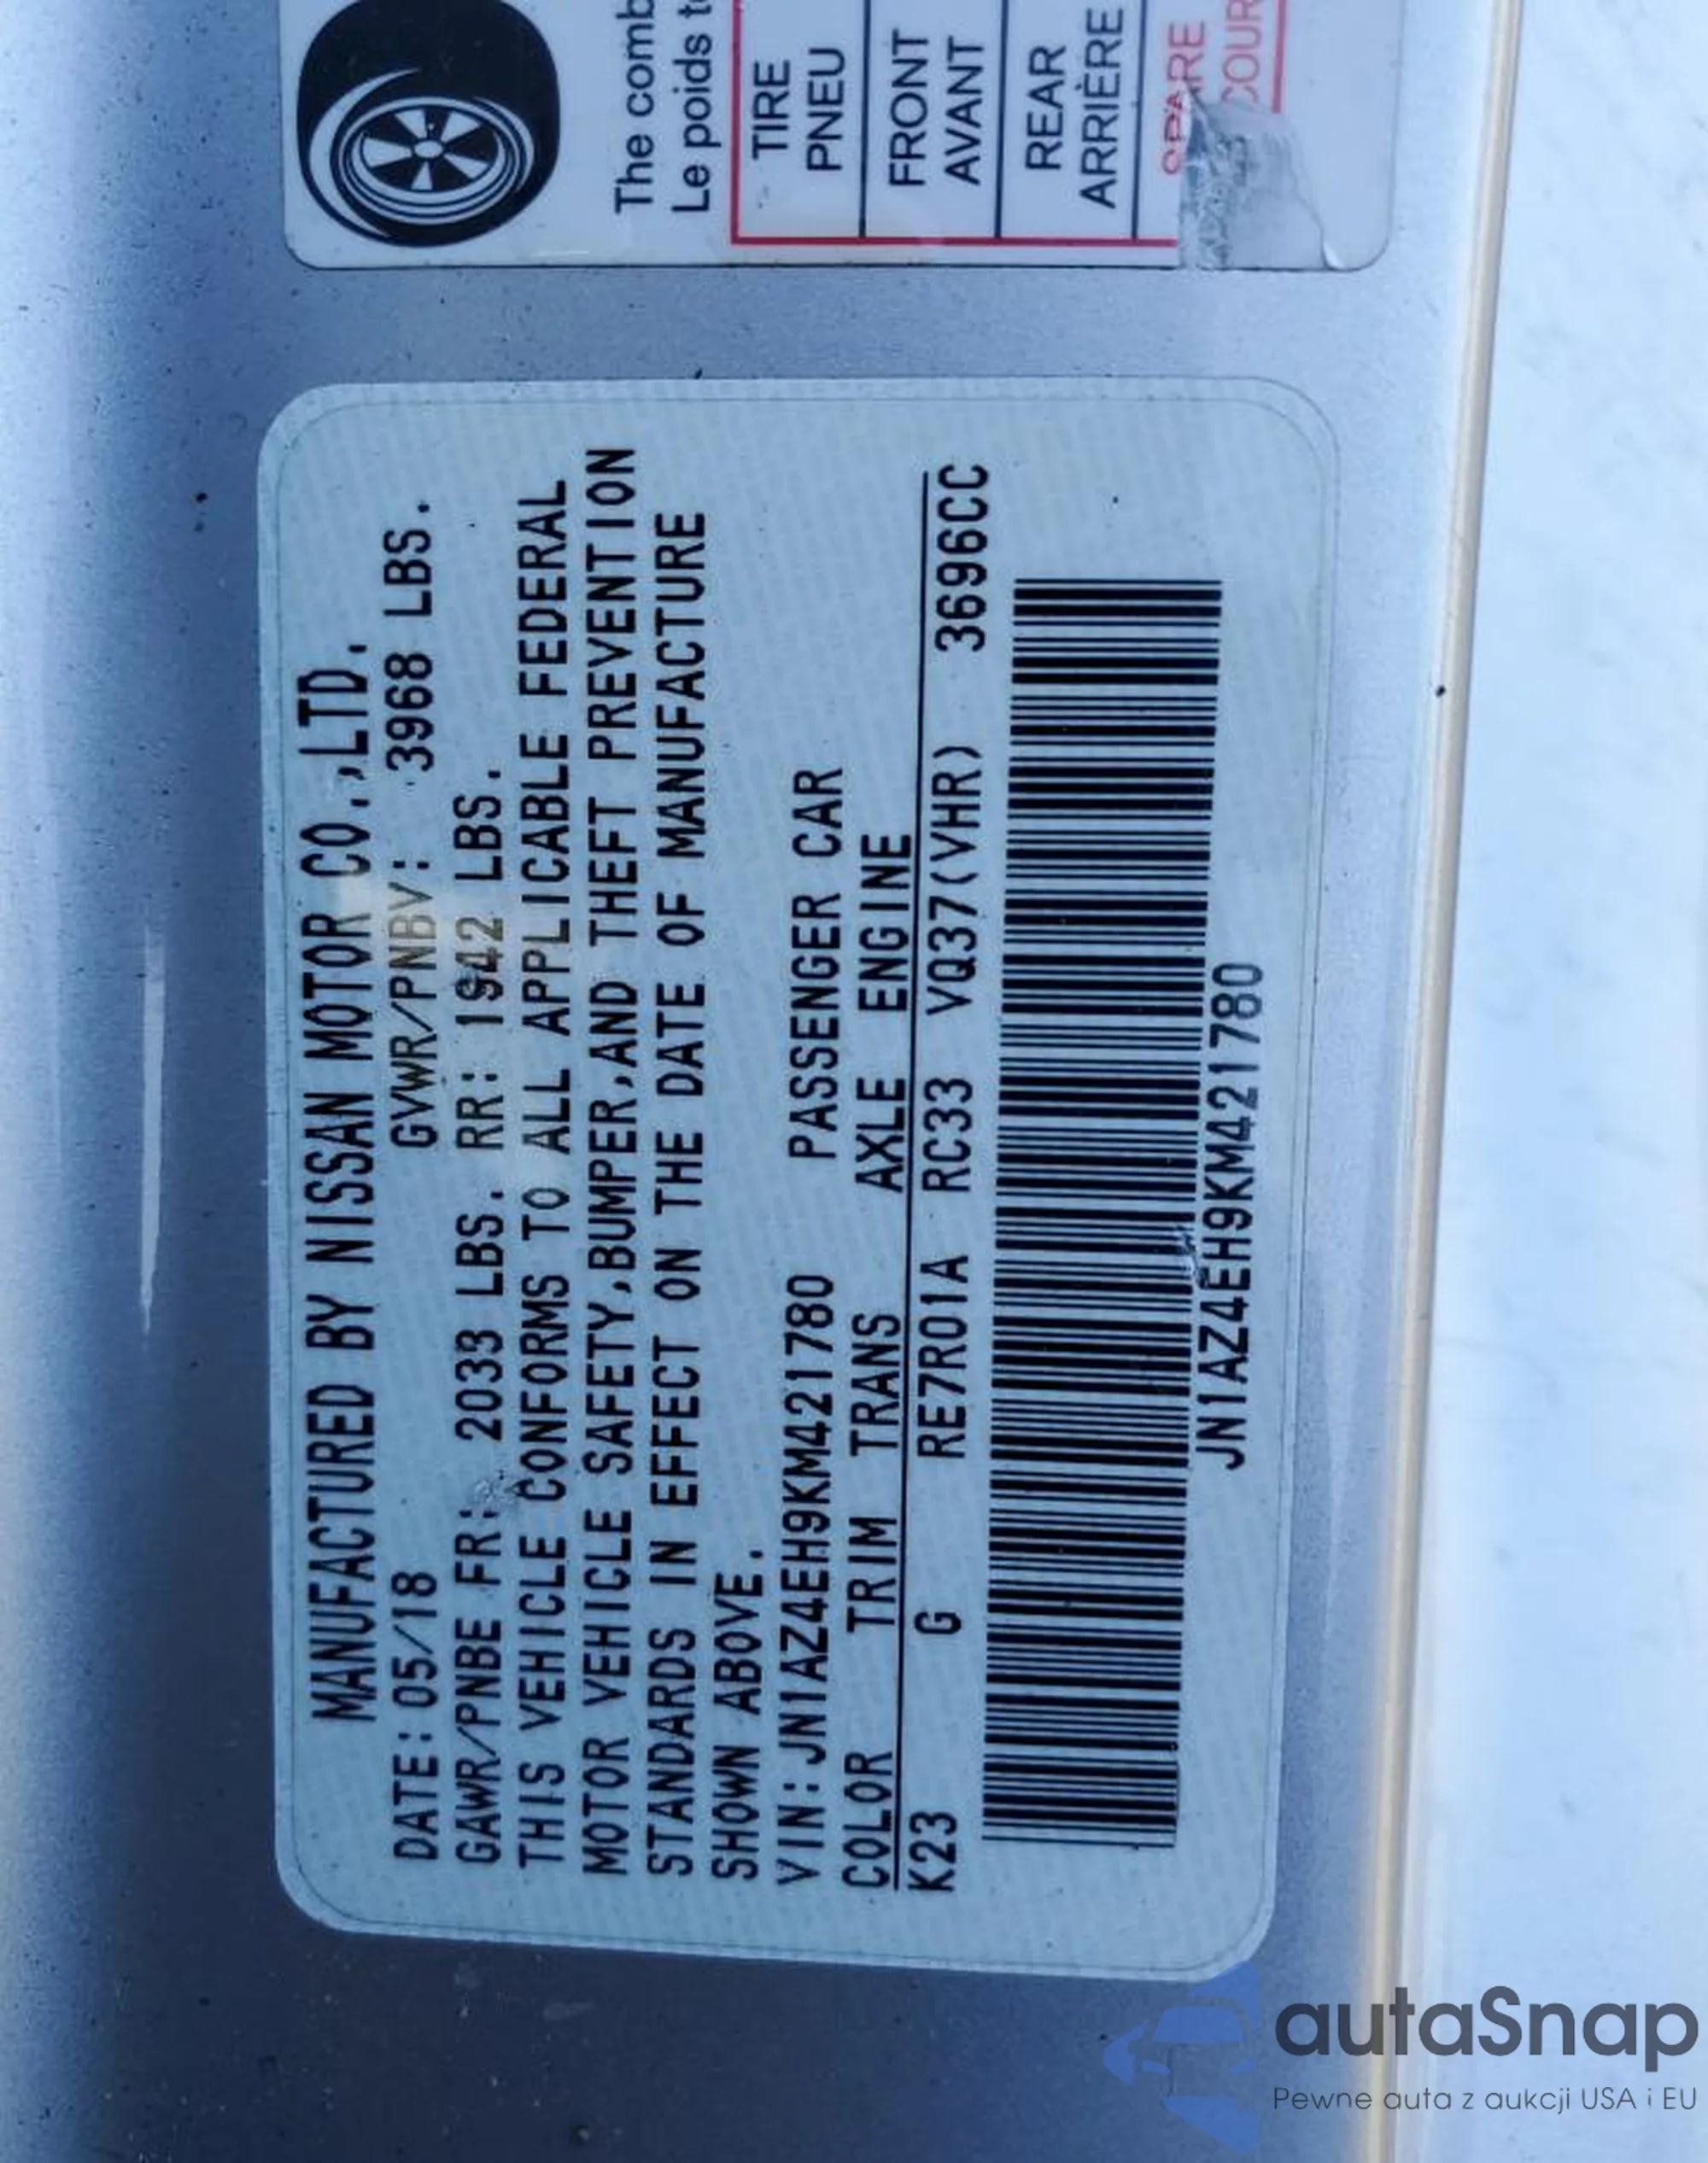 The comb
Le poids t
TIRE
PNEU
FRONT
AVANT
REAR
ARRIÈRE
SPARE
COUR
MANUFACTURED BY NISSAN MOTOR CO.,LTD.
DATE:05/18 GVWR/PNBV: 3968 LBS.
GAWR/PNBE FR: 2033 LBS. RR: 1942 LBS.
THIS VEHICLE CONFORMS TO ALL APPLICABLE FEDERAL
MOTOR VEHICLE SAFETY,BUMPER,AND THEFT PREVENTION
STANDARDS IN EFFECT ON THE DATE OF MANUFACTURE
SHOWN ABOVE.
VIN:JN1AZ4EH9KM421780 PASSENGER CAR
COLOR TRIM TRANS AXLE ENGINE
K23 G RE7R01A RC33 VQ37(VHR) 3696CC
JN1AZ4EH9KM421780
autaSnap
Pewne auta z aukcji USA i EU